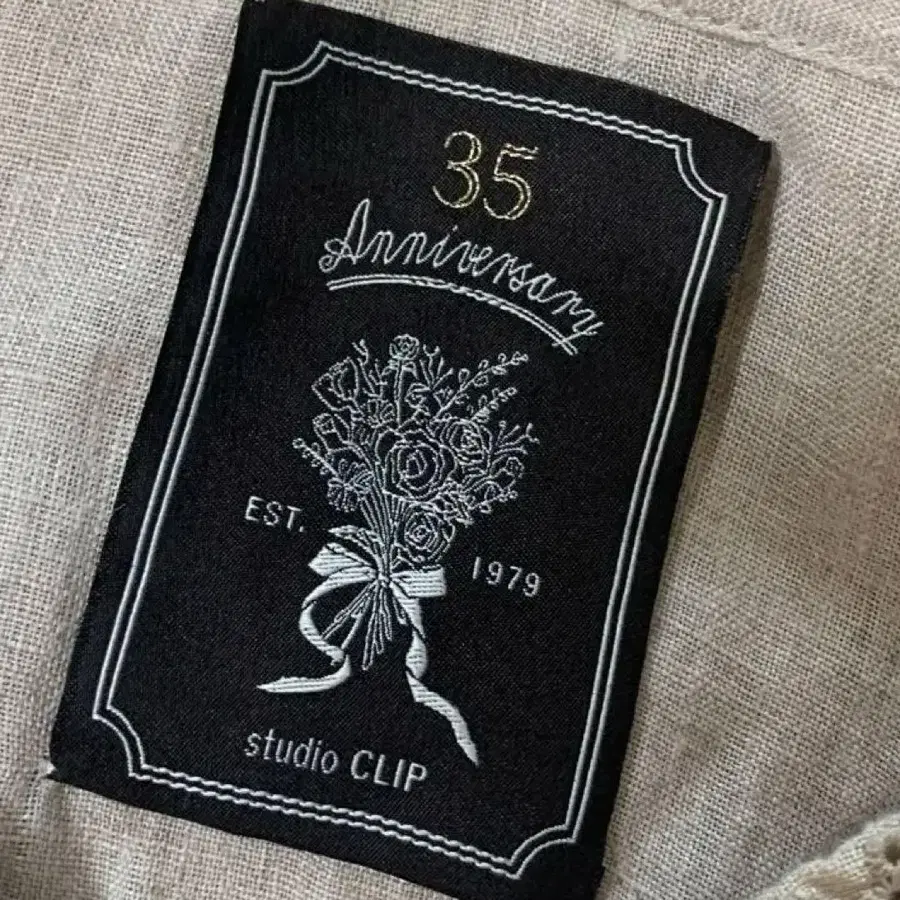 35
Anniversary
EST. 1979
studio CLIP